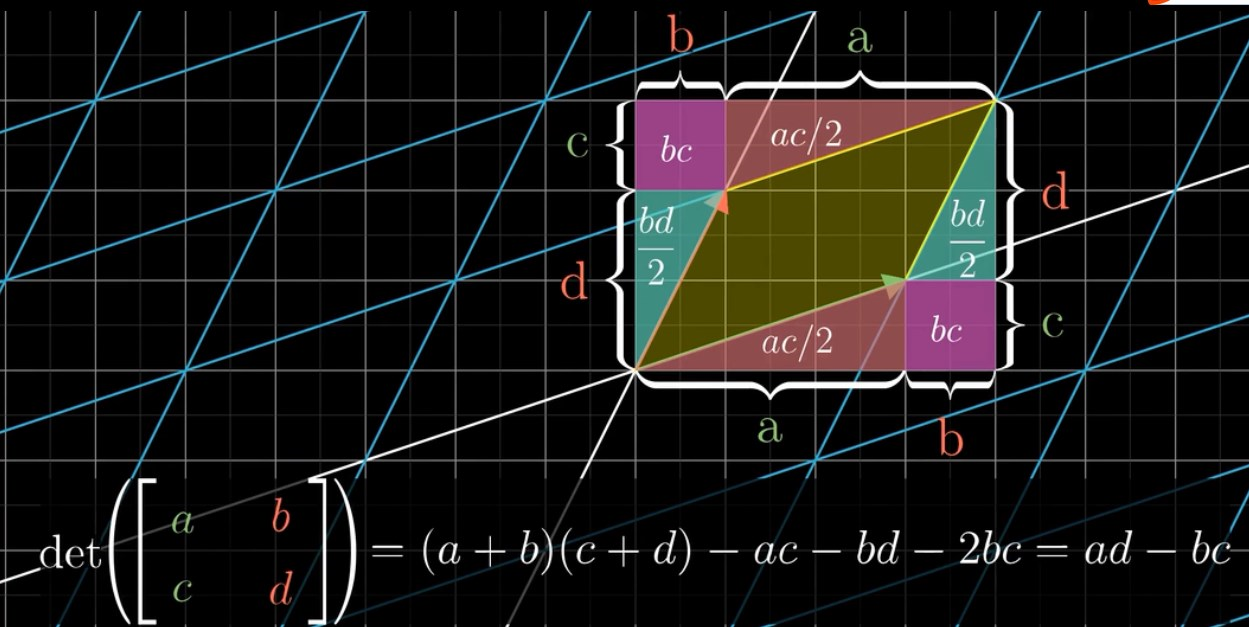 b a
c bc ac/2
d
bd/2 bd/2
d
ac/2 bc c
a b
det([a b c d]) = (a + b)(c + d) − ac − bd − 2bc = ad − bc